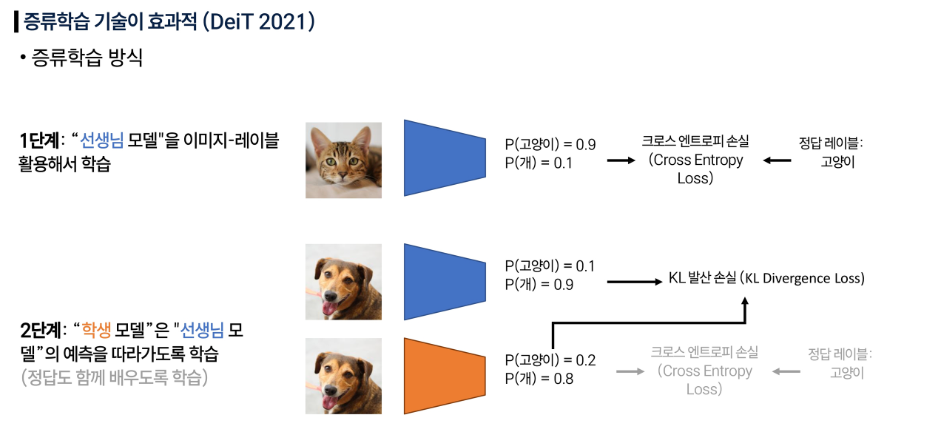 증류학습 기술이 효과적 (DeiT 2021)
• 증류학습 방식
1단계: “선생님 모델"을 이미지-레이블
활용해서 학습
P(고양이) = 0.9
P(개) = 0.1
크로스 엔트로피 손실
(Cross Entropy
Loss)
정답 레이블:
고양이
P(고양이) = 0.1
P(개) = 0.9
KL 발산 손실 (KL Divergence Loss)
2단계: “학생 모델”은 "선생님 모
델”의 예측을 따라가도록 학습
(정답도 함께 배우도록 학습)
P(고양이) = 0.2
P(개) = 0.8
크로스 엔트로피 손실
(Cross Entropy
Loss)
정답 레이블:
고양이